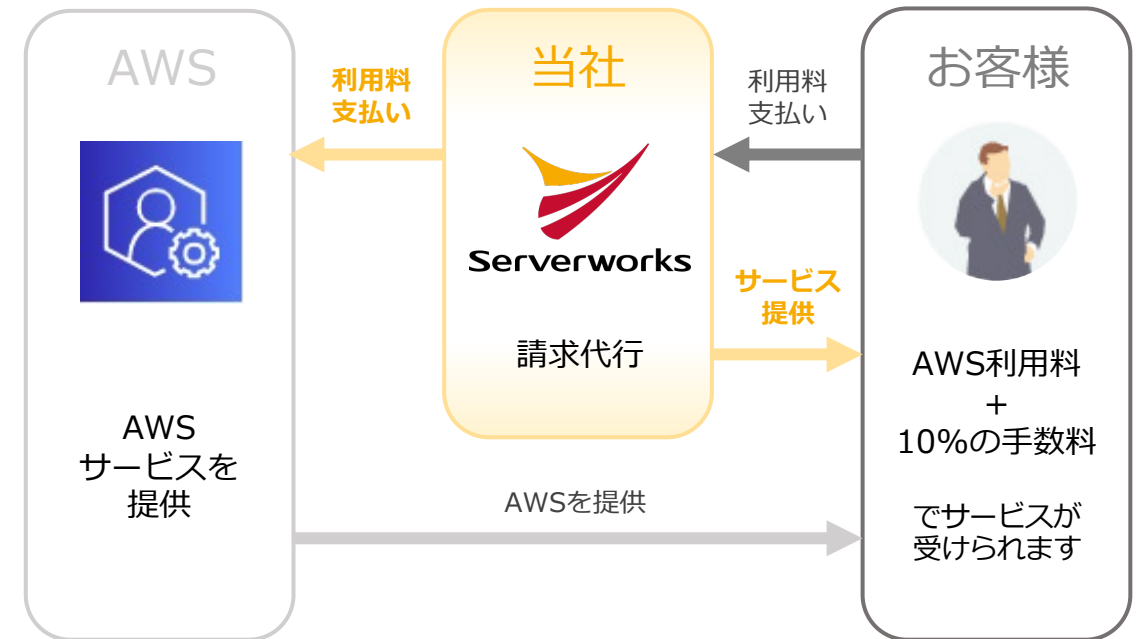 AWS
AWS
サービスを
提供
利用料
支払い
当社
Serverworks
請求代行
利用料
支払い
サービス
提供
AWSを提供
お客様
AWS利用料
+
10%の手数料
でサービスが
受けられます